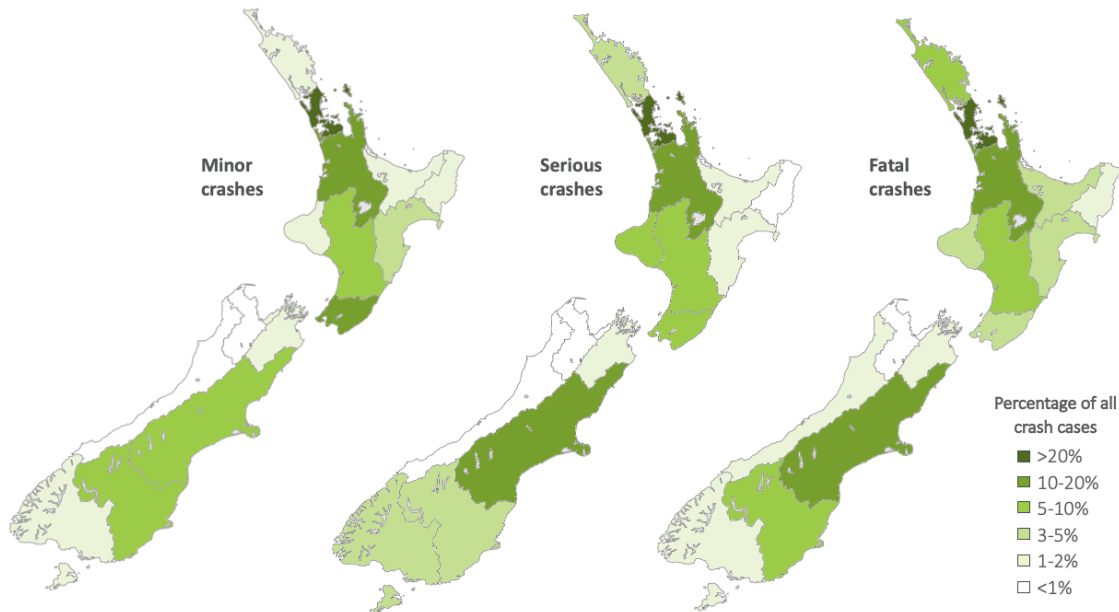 Minor
crashes
Serious
crashes
Fatal
crashes
Percentage of all
crash cases
>20%
10-20%
5-10%
3-5%
1-2%
<1%